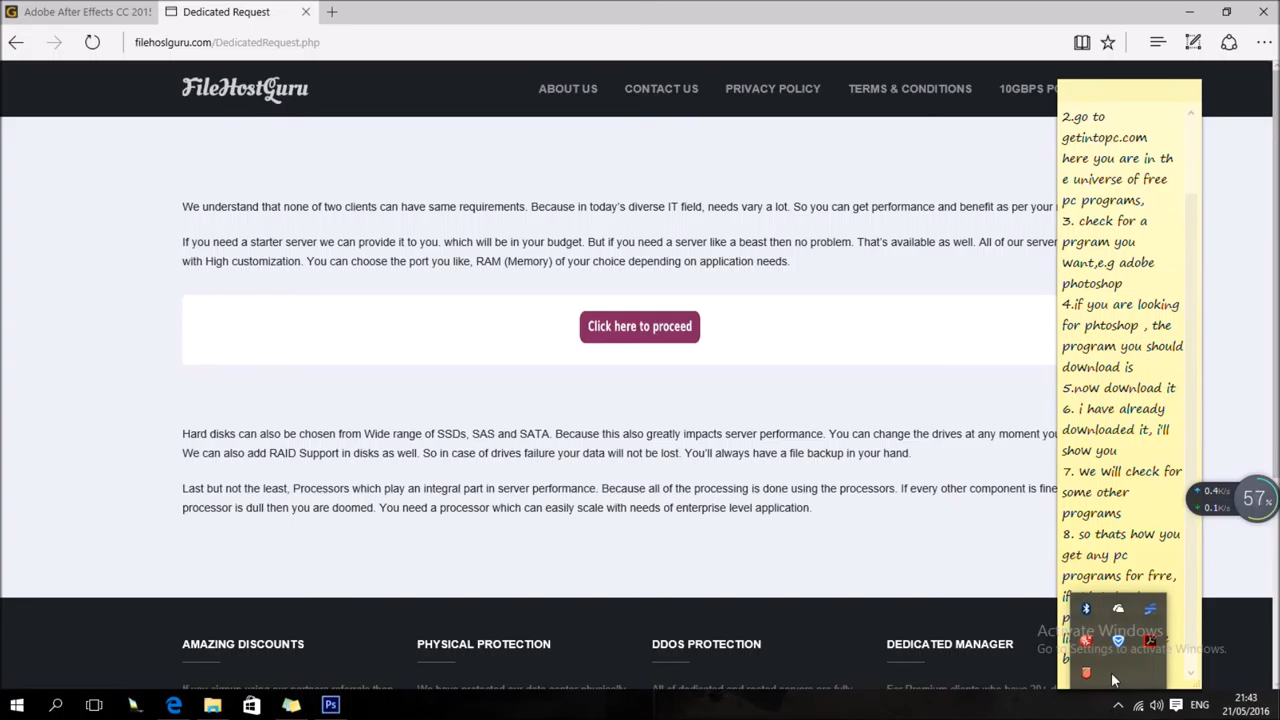 Adobe After Effects CC 201
Dedicated Request
filehoslguru.com/DedicatedRequest.php
FileHostGuru
ABOUT US
CONTACT US
PRIVACY POLICY
TERMS & CONDITIONS
10GBPS
We understand that none of two clients can have same requirements. Because in today's diverse IT field, needs vary a lot. So you can get performance and benefit as per your
If you need a starter server we can provide it to you. which will be in your budget. But if you need a server like a beast then no problem. That's available as well. All of our server
with High customization. You can choose the port you like, RAM (Memory) of your choice depending on application needs.
Click here to proceed
Hard disks can also be chosen from Wide range of SSDs, SAS and SATA. Because this also greatly impacts server performance. You can change the drives at any moment you
We can also add RAID Support in disks as well. So in case of drives failure your data will not be lost. You'll always have a file backup in your hand.
Last but not the least, Processors which play an integral part in server performance. Because all of the processing is done using the processors. If every other component is fine
processor is dull then you are doomed. You need a processor which can easily scale with needs of enterprise level application.
AMAZING DISCOUNTS
PHYSICAL PROTECTION
DDOS PROTECTION
DEDICATED MANAGER
2.go to
getintopc.com
here you are in th
e universe of free
pc programs,
3. check for a
prgram you
want,e.g adobe
photoshop
4.if you are looking
for phtoshop , the
program you should
download is
5.now download it
6. i have already
downloaded it, i'll
show you
7. we will check for
some other
programs
8. so thats how you
get any pc
programs for frre,
0.4K/s
0.1K/s
57%
Activate Windows
Go to Settings to activate Windows.
Ps
ENG
21:43
21/05/2016